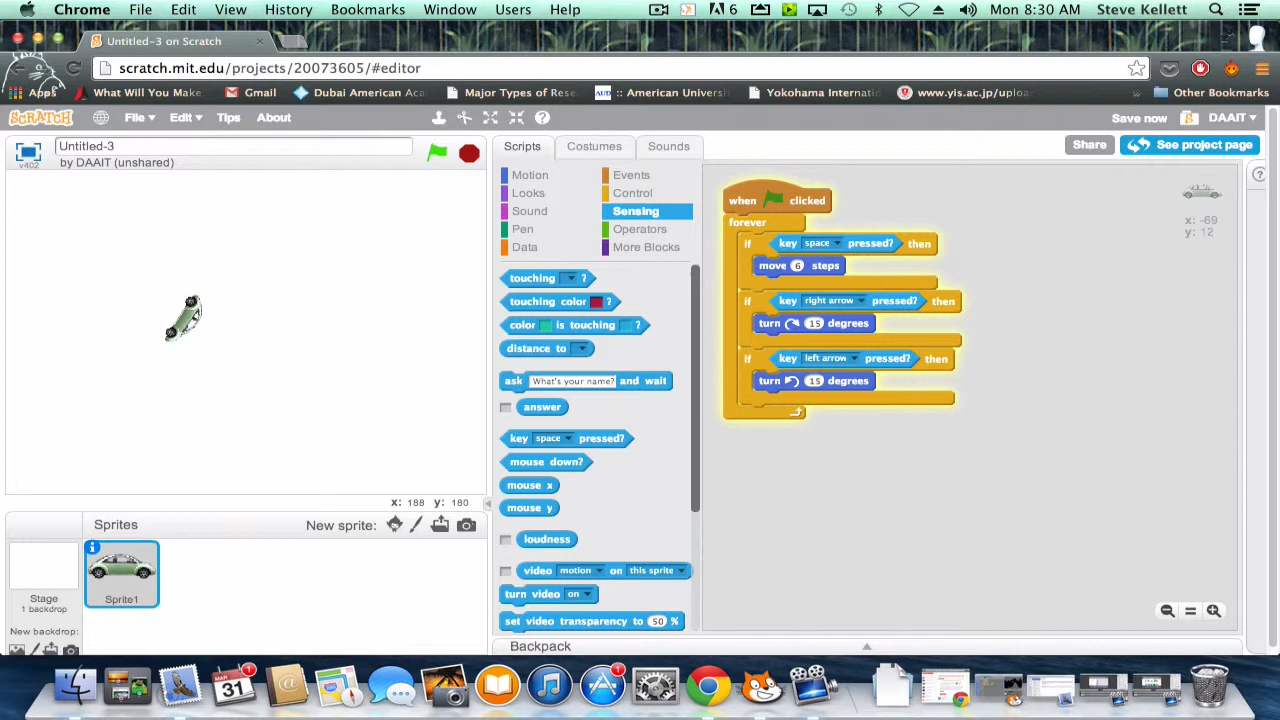 Chrome File Edit View History Bookmarks Window Users Help 6 Mon 8:30 AM Steve Kellett
Untitled-3 on Scratch
scratch.mit.edu/projects/20073605/#editor
Apps What Will You Make Gmail Dubai American Aca Major Types of Rese AUD :: American Universi Yokohama Internati www.yis.ac.jp/uploa Other Bookmarks
SCRATCH File Edit Tips About Save now DAAIT
v402
Untitled-3
by DAAIT (unshared)
Scripts Costumes Sounds
Share See project page
Motion Events
Looks Control
Sound Sensing
Pen Operators
Data More Blocks
touching ?
touching color ?
color is touching ?
distance to
ask What's your name? and wait
answer
key space pressed?
mouse down?
mouse x
mouse y
loudness
video motion on this sprite
turn video on
set video transparency to 50 %
when clicked
forever
if key space pressed? then
move 6 steps
if key right arrow pressed? then
turn 15 degrees
if key left arrow pressed? then
turn 15 degrees
x: -69
y: 12
x: 188 y: 180
Sprites New sprite:
Sprite1
Stage
1 backdrop
New backdrop:
Backpack
MAR
31
1
1